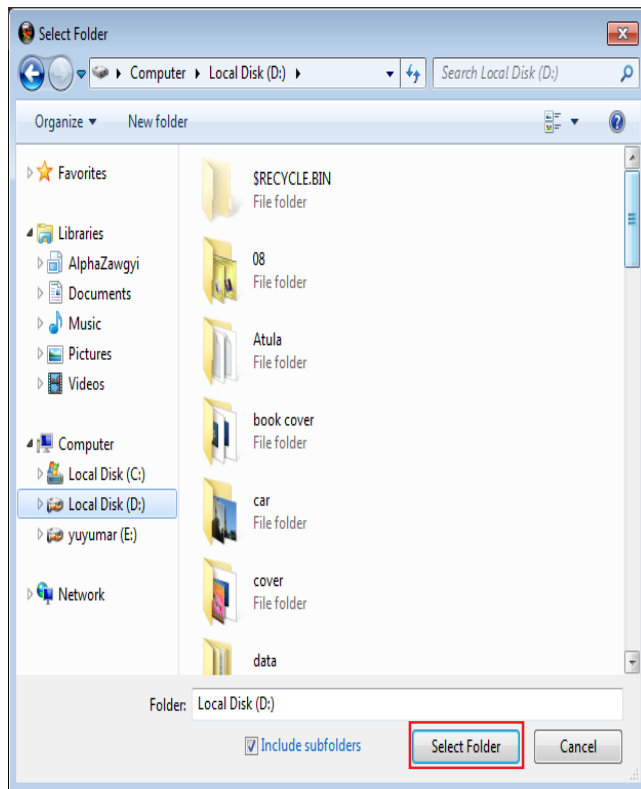 Select Folder
Computer Local Disk (D:)
Search Local Disk (D:)
Organize
New folder
Favorites
Libraries
AlphaZawgyi
Documents
Music
Pictures
Videos
Computer
Local Disk (C:)
Local Disk (D:)
yuyumar (E:)
Network
$RECYCLE.BIN
File folder
08
File folder
Atula
File folder
book cover
File folder
car
File folder
cover
File folder
data
Folder: Local Disk (D:)
Include subfolders
Select Folder
Cancel